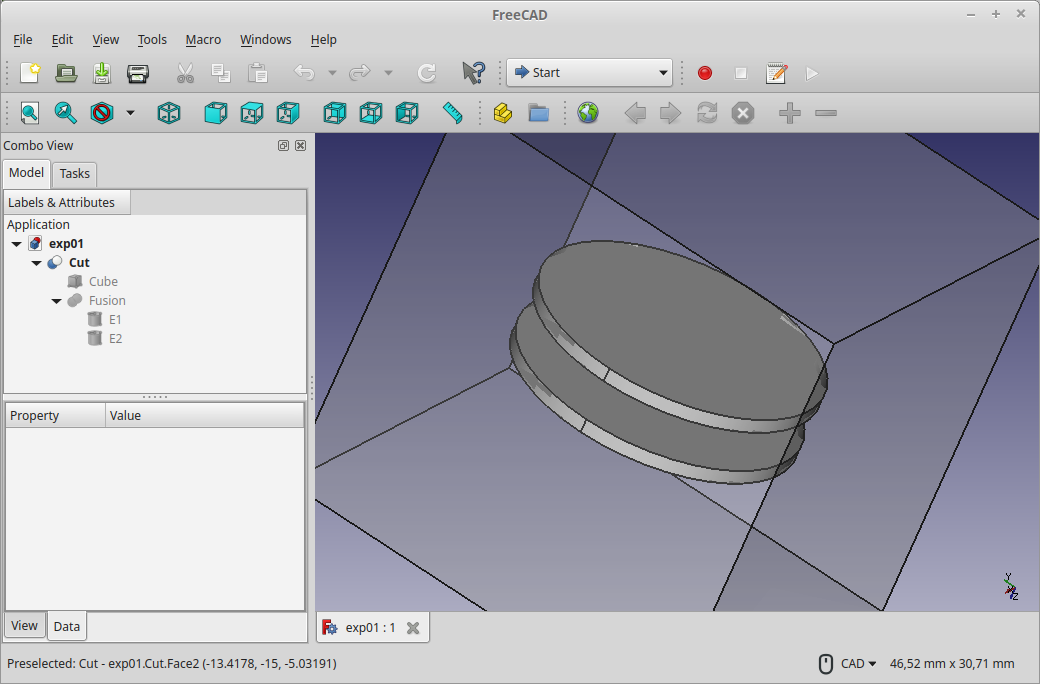 FreeCAD
File Edit View Tools Macro Windows Help
Start
Combo View
Model Tasks
Labels & Attributes
Application
exp01
Cut
Cube
Fusion
E1
E2
Property Value
View Data
exp01 : 1
Y
Z
Preselected: Cut - exp01.Cut.Face2 (-13.4178, -15, -5.03191)
CAD 46,52 mm x 30,71 mm